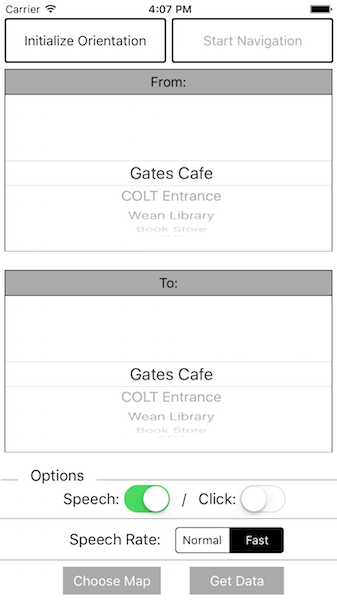 Carrier 4:07 PM
Initialize Orientation Start Navigation
From:
Gates Cafe
COLT Entrance
Wean Library
Book Store
To:
Gates Cafe
COLT Entrance
Wean Library
Book Store
Options
Speech: / Click:
Speech Rate: Normal Fast
Choose Map Get Data